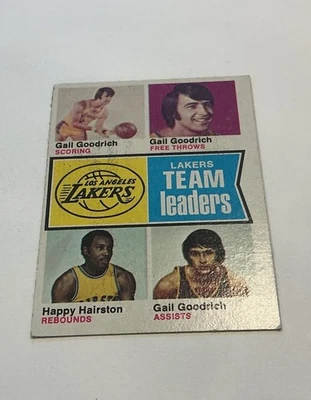 Gail Goodrich
SCORING
Gail Goodrich
FREE THROWS
LOS ANGELES
LAKERS
LAKERS
TEAM
leaders
Happy Hairston
REBOUNDS
Gail Goodrich
ASSISTS